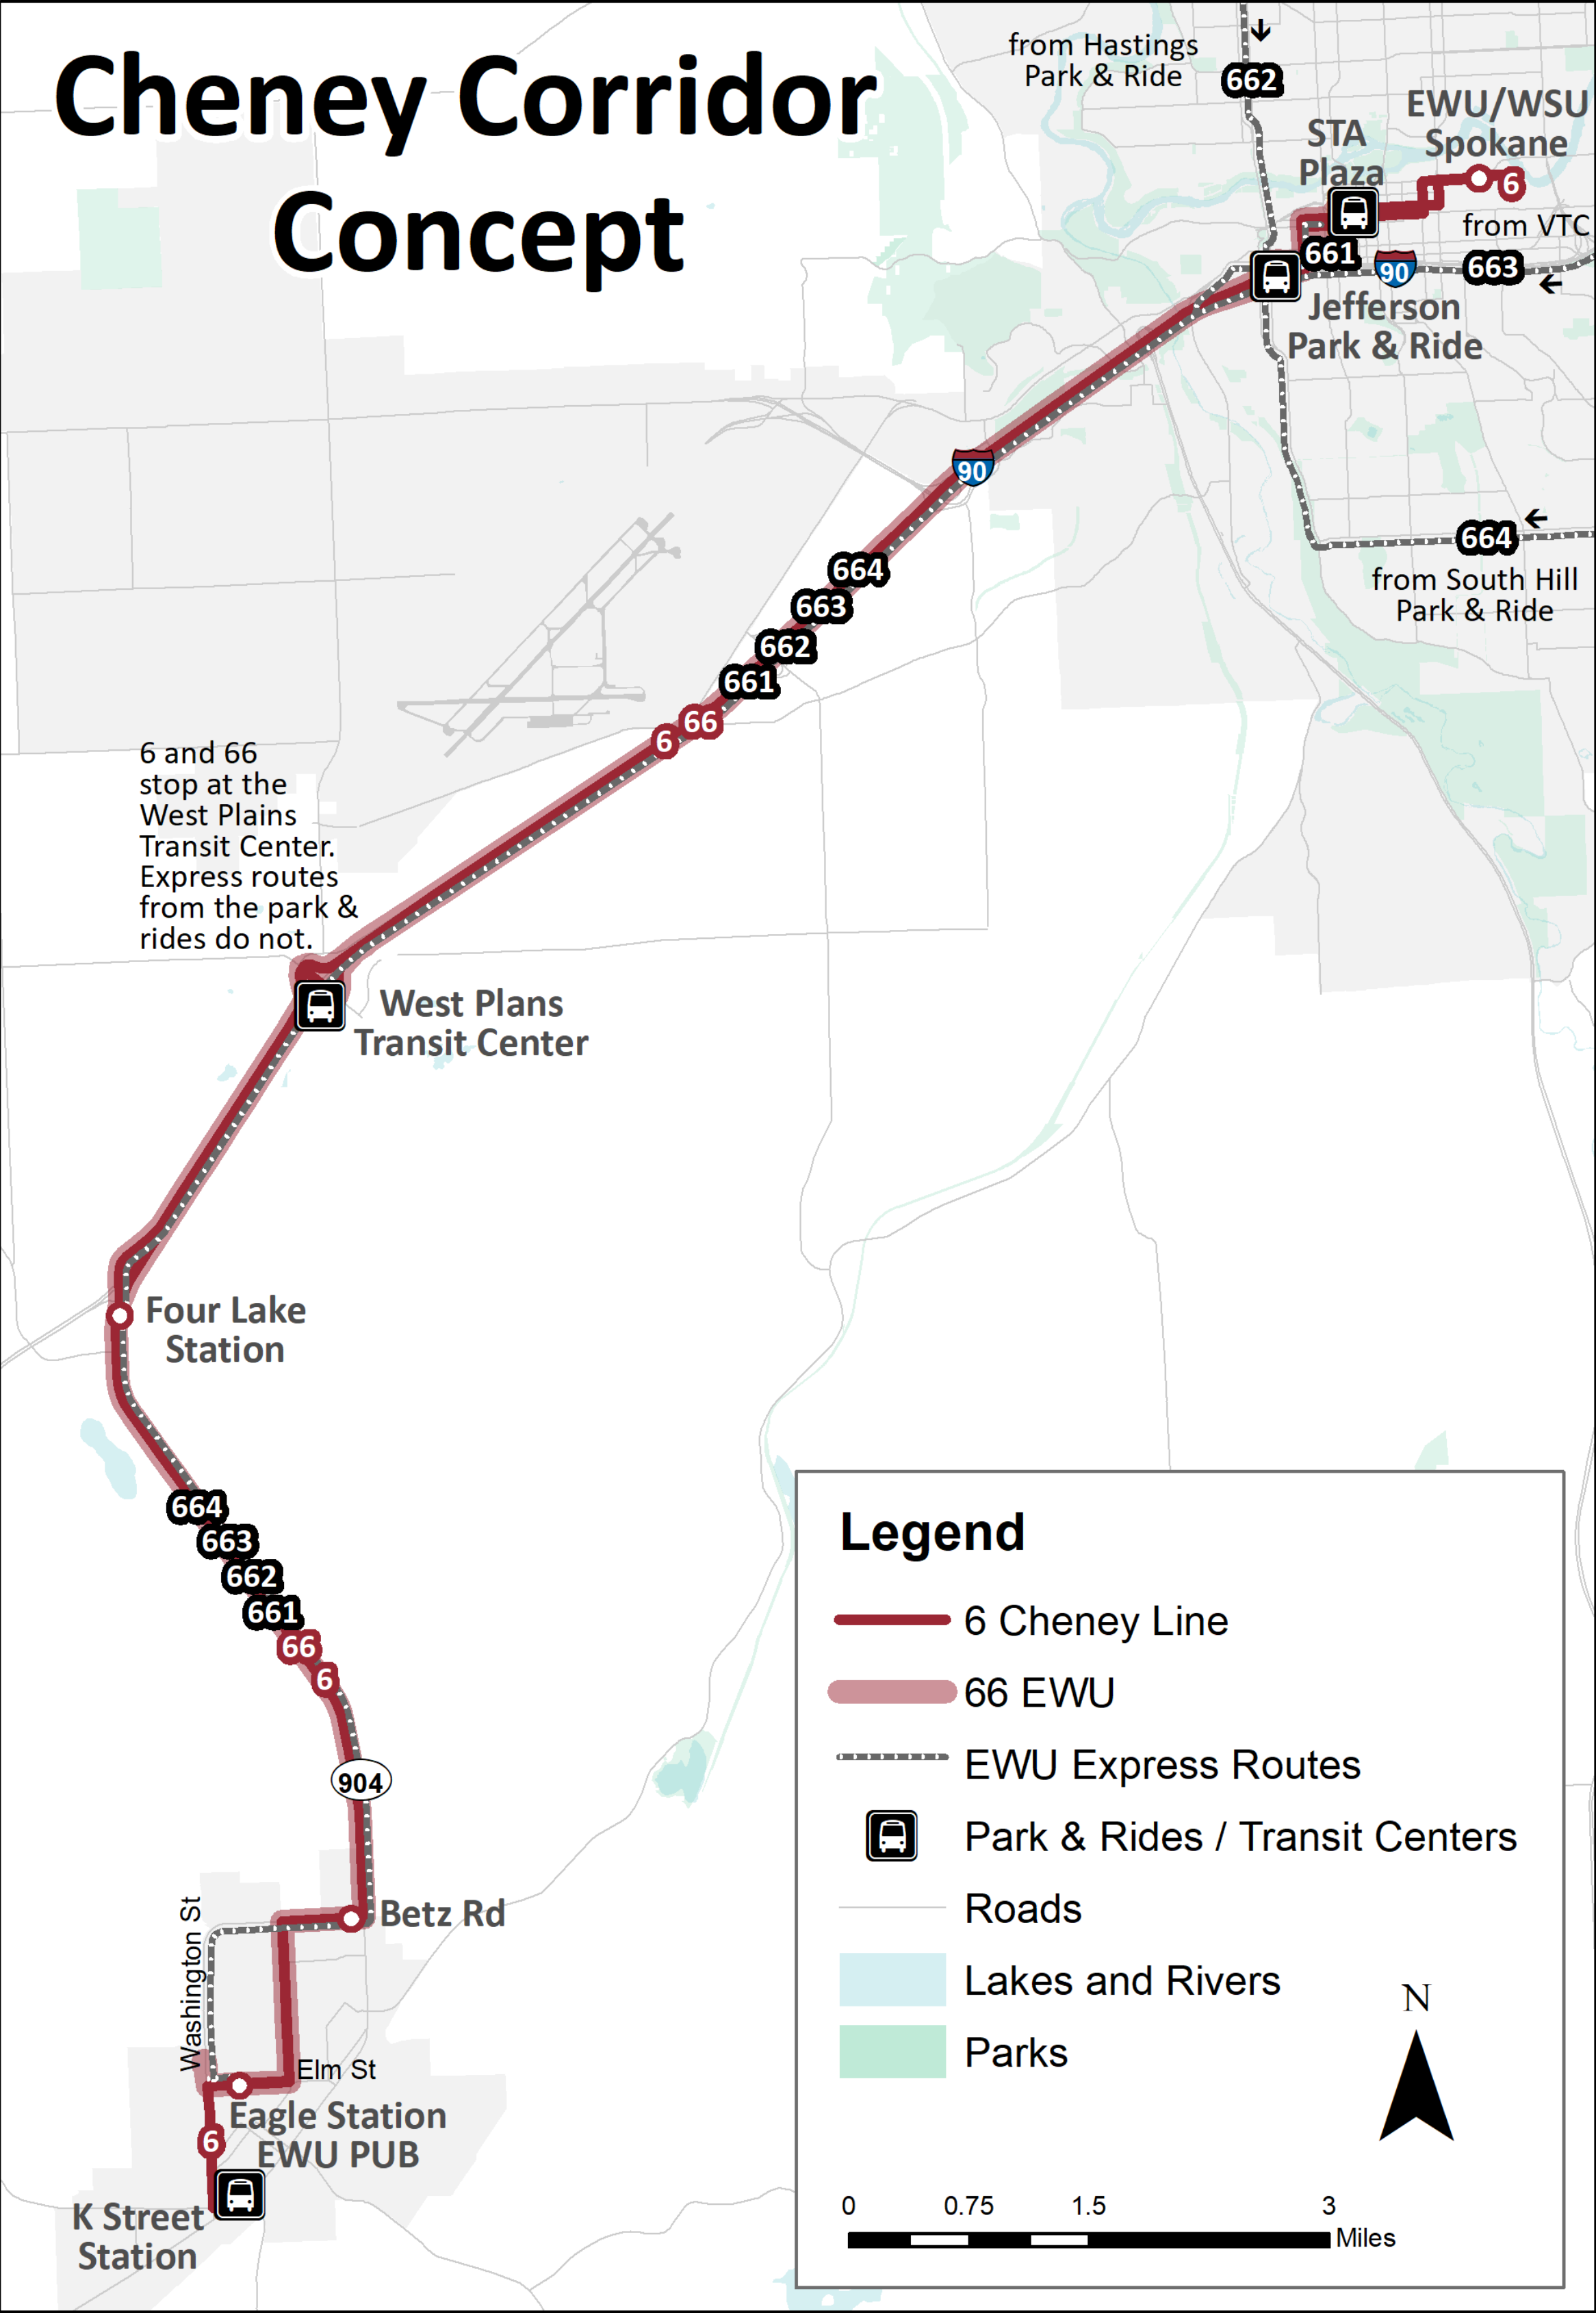 Cheney Corridor
Concept
from Hastings
Park & Ride
662
EWU/WSU
Spokane
STA
Plaza
6
from VTC
661
90
663
Jefferson
Park & Ride
90
664
from South Hill
Park & Ride
664
663
662
661
66
6
6 and 66
stop at the
West Plains
Transit Center.
Express routes
from the park &
rides do not.
West Plans
Transit Center
Four Lake
Station
664
663
662
661
66
6
904
Betz Rd
Washington St
Elm St
Eagle Station
EWU PUB
6
K Street
Station
Legend
6 Cheney Line
66 EWU
EWU Express Routes
Park & Rides / Transit Centers
Roads
Lakes and Rivers
Parks
N
0 0.75 1.5 3
Miles